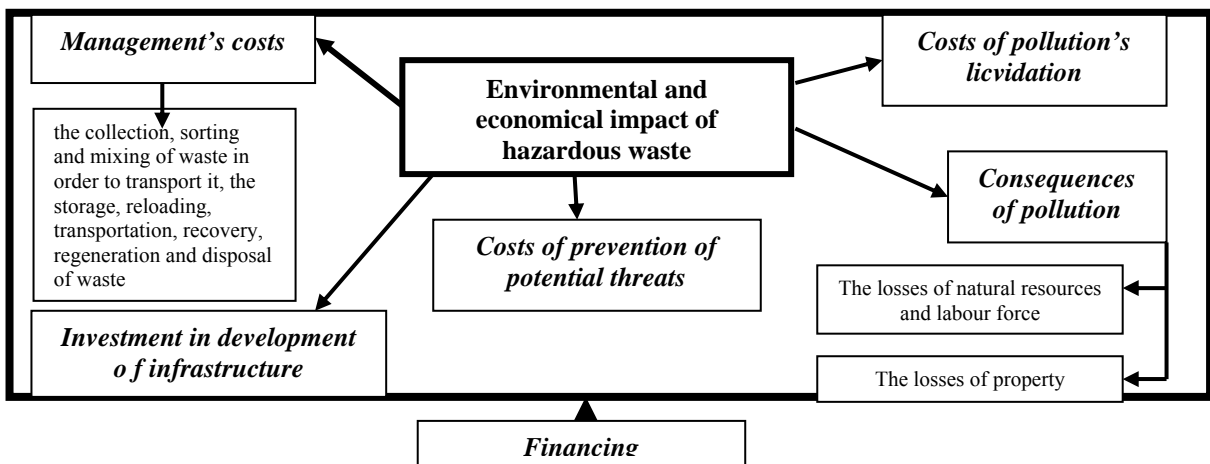 Management's costs
the collection, sorting
and mixing of waste in
order to transport it, the
storage, reloading,
transportation, recovery,
regeneration and disposal
of waste
Investment in development
o f infrastructure
Environmental and
economical impact of
hazardous waste
Costs of prevention of
potential threats
Costs of pollution's
licvidation
Consequences
of pollution
The losses of natural resources
and labour force
The losses of property
Financing